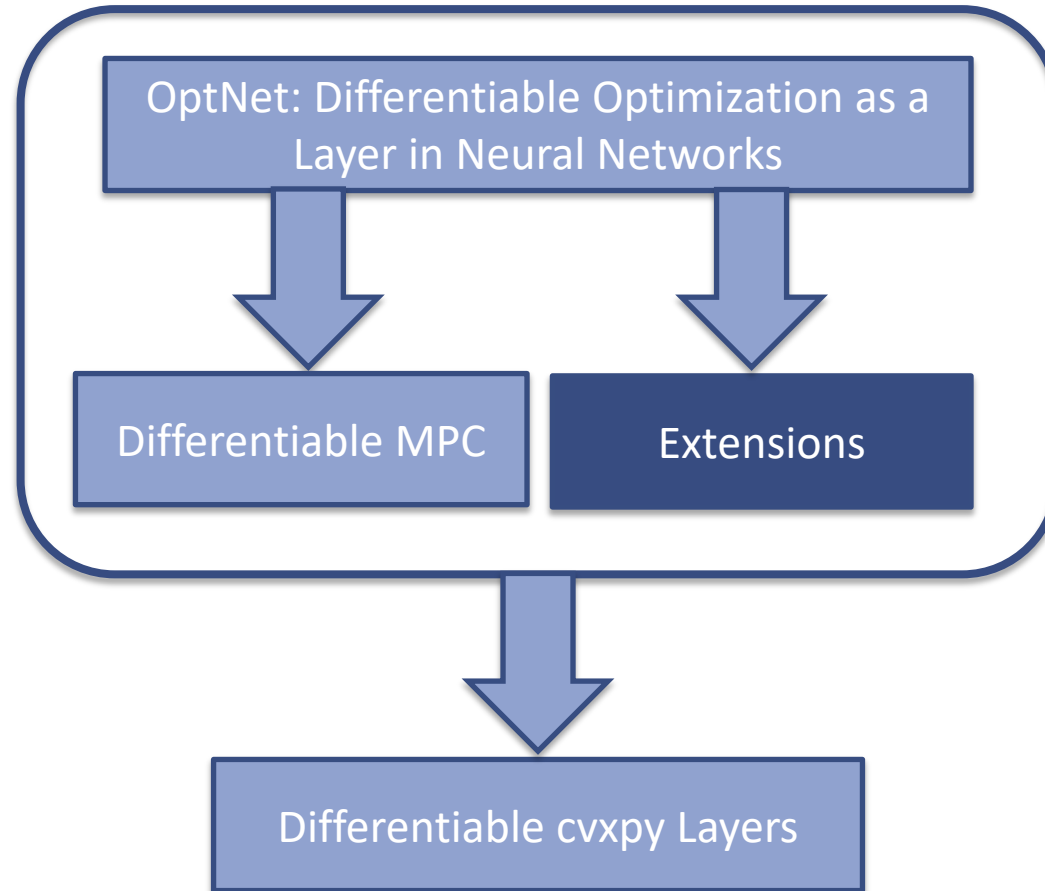 OptNet: Differentiable Optimization as a
Layer in Neural Networks
Differentiable MPC
Extensions
Differentiable cvxpy Layers